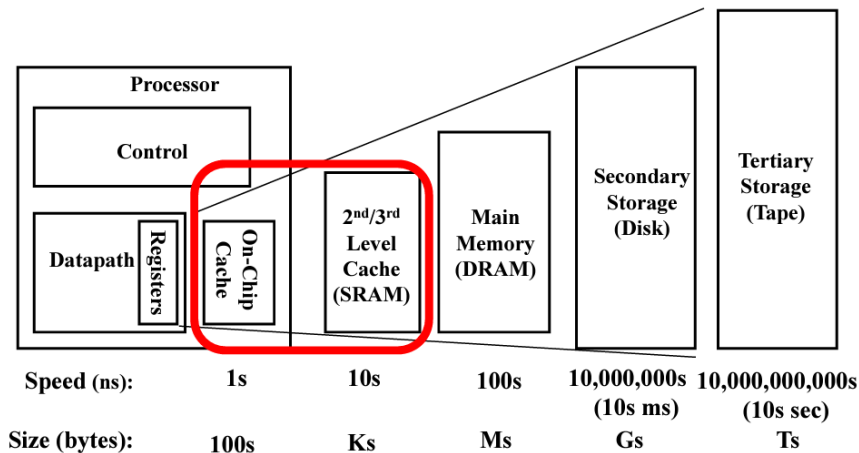 Processor
Control
Datapath
Registers
On-Chip
Cache
2nd/3rd
Level
Cache
(SRAM)
Main
Memory
(DRAM)
Secondary
Storage
(Disk)
Tertiary
Storage
(Tape)
Speed (ns): 1s 10s 100s 10,000,000s 10,000,000,000s
(10s ms) (10s sec)
Size (bytes): 100s Ks Ms Gs Ts